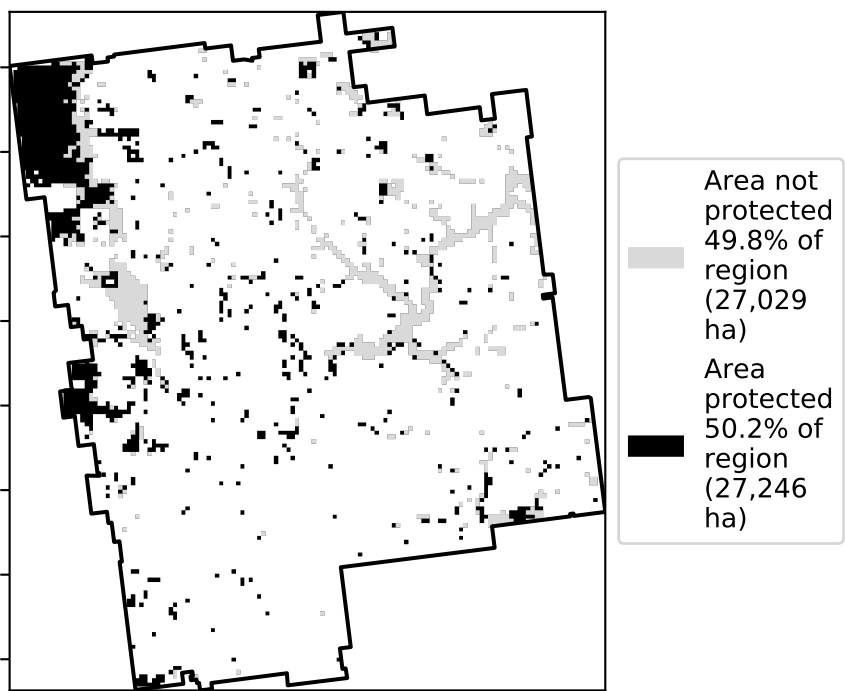 Area not
protected
49.8% of
region
(27,029
ha)
Area
protected
50.2% of
region
(27,246
ha)